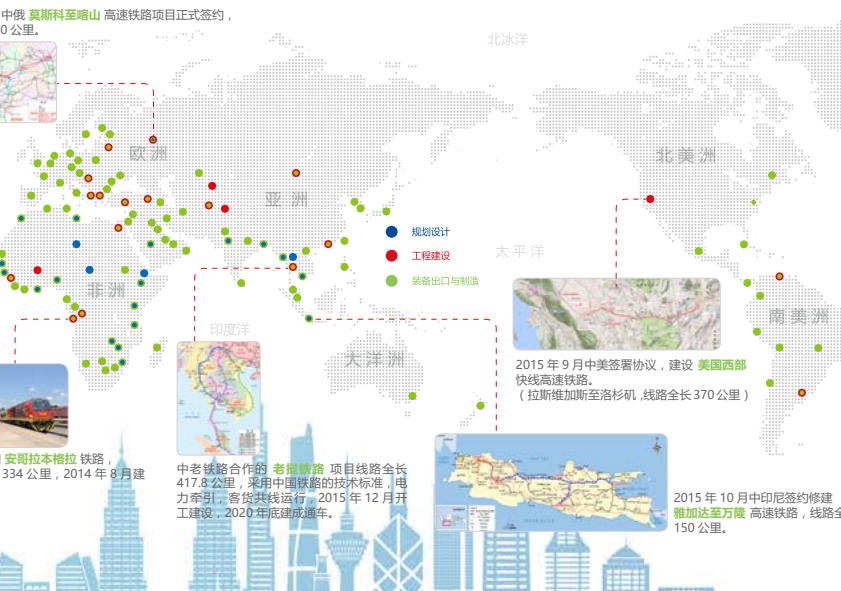 中俄 莫斯科至喀山 高速铁路项目正式签约，
0 公里。
北冰洋
欧洲
亚洲
北美洲
规划设计
工程建设
装备出口与制造
太平洋
非洲
印度洋
大洋洲
南美洲
2015 年 9 月中美签署协议，建设 美国西部
快线高速铁路。
（拉斯维加斯至洛杉矶 ,线路全长 370 公里）
安哥拉本格拉 铁路，
334 公里，2014 年 8 月建
中老铁路合作的 老挝铁路 项目线路全长
417.8 公里，采用中国铁路的技术标准，电
力牵引，客货共线运行，2015 年 12 月开
工建设，2020 年底建成通车。
2015 年 10 月中印尼签约修建
雅加达至万隆 高速铁路，线路全
150 公里。